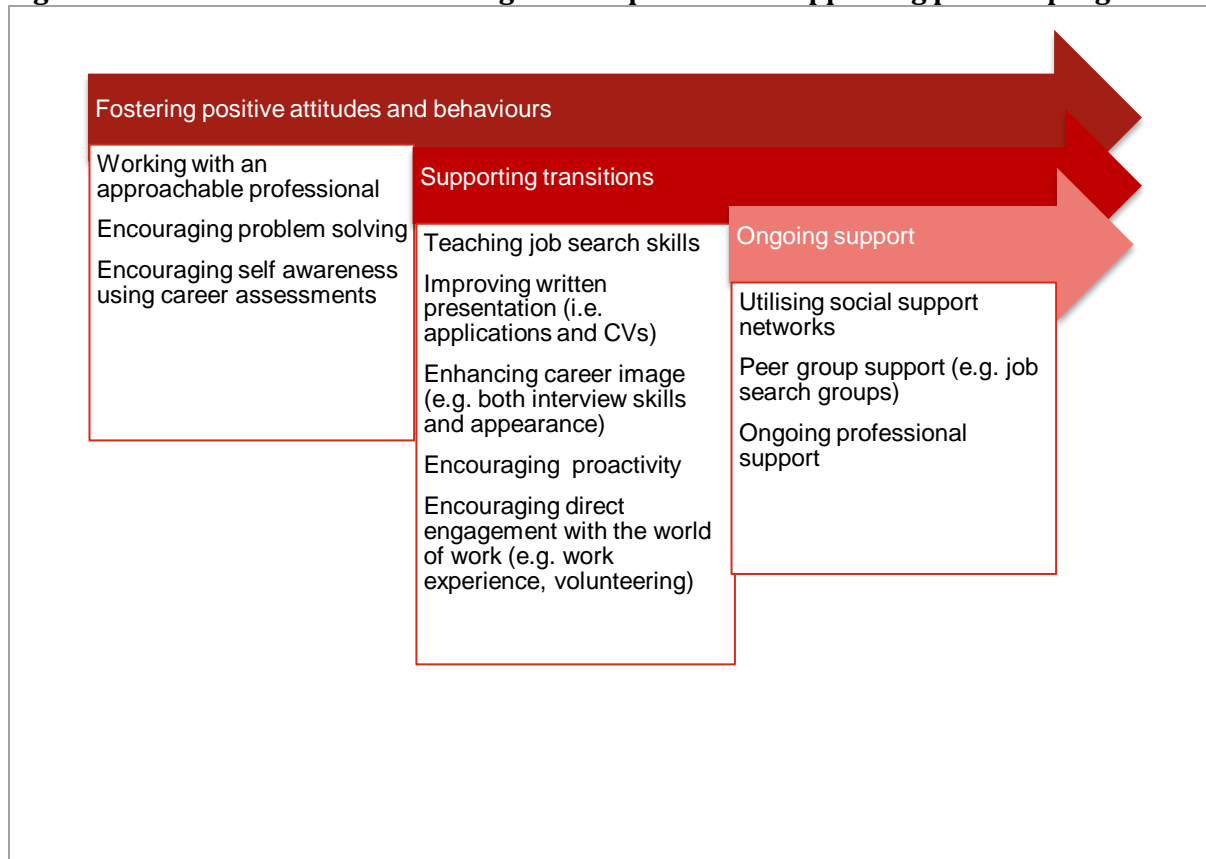 Fostering positive attitudes and behaviours
Working with an
approachable professional
Encouraging problem solving
Encouraging self awareness
using career assessments
Supporting transitions
Teaching job search skills
Improving written
presentation (i.e.
applications and CVs)
Enhancing career image
(e.g. both interview skills
and appearance)
Encouraging  proactivity
Encouraging direct
engagement with the world
of work (e.g. work
experience, volunteering)
Ongoing support
Utilising social support
networks
Peer group support (e.g. job
search groups)
Ongoing professional
support